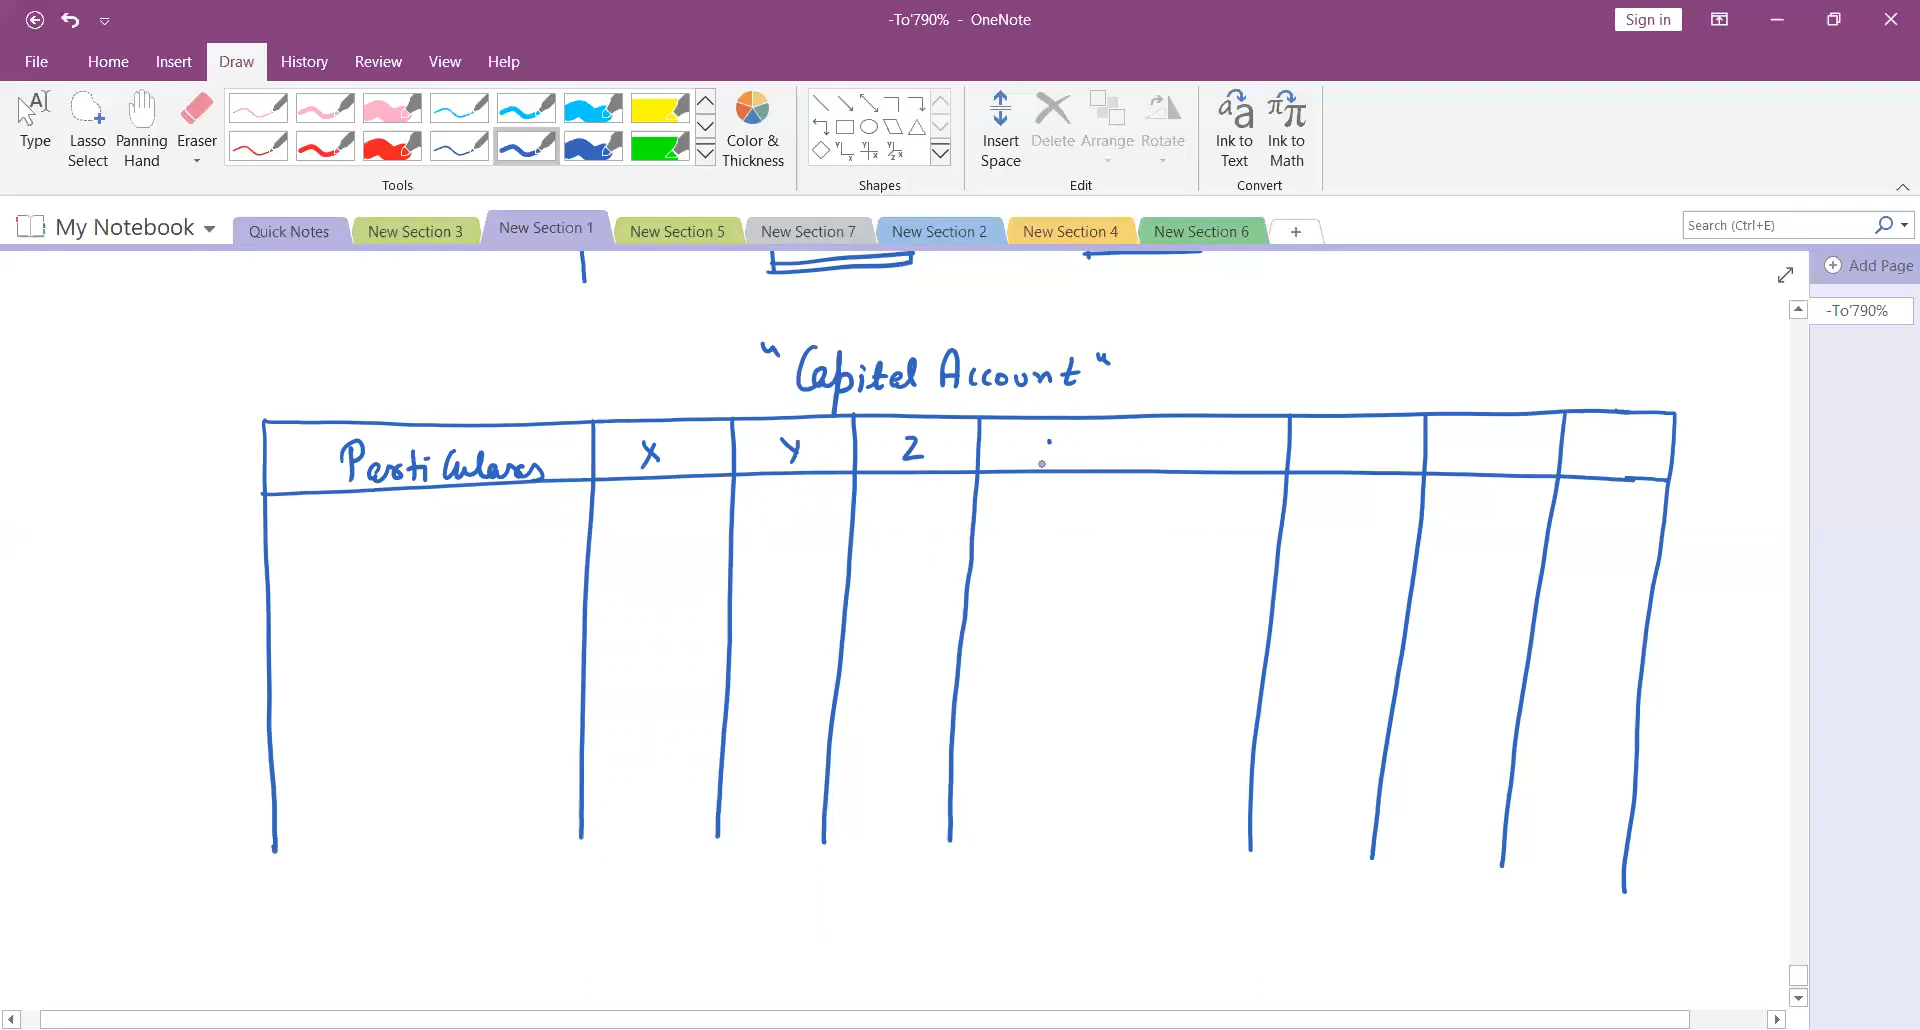 -To'790% - OneNote
Sign in
File Home Insert Draw History Review View Help
Type
Lasso Select
Panning Hand
Eraser
Color & Thickness
Insert Space
Delete
Arrange
Rotate
Ink to Text
Ink to Math
Tools
Shapes
Edit
Convert
My Notebook
Quick Notes
New Section 3
New Section 1
New Section 5
New Section 7
New Section 2
New Section 4
New Section 6
Search (Ctrl+E)
Add Page
-To'790%
"Capital Account"
Particulars X Y Z